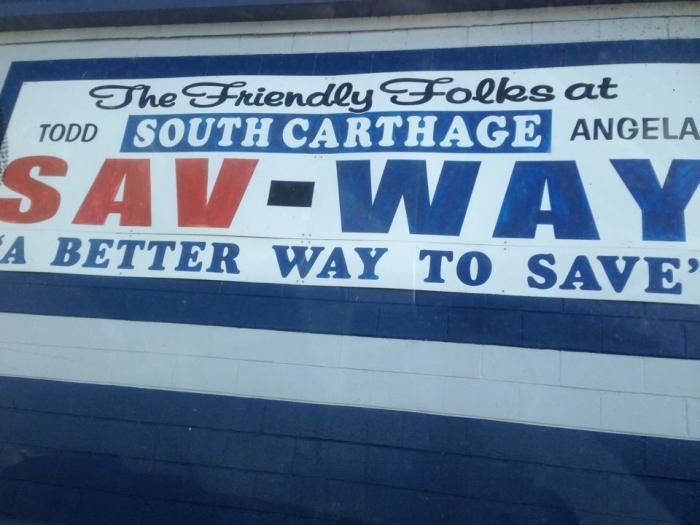 The Friendly Folks at
TODD SOUTH CARTHAGE ANGELA
SAV-WAY
"A BETTER WAY TO SAVE"